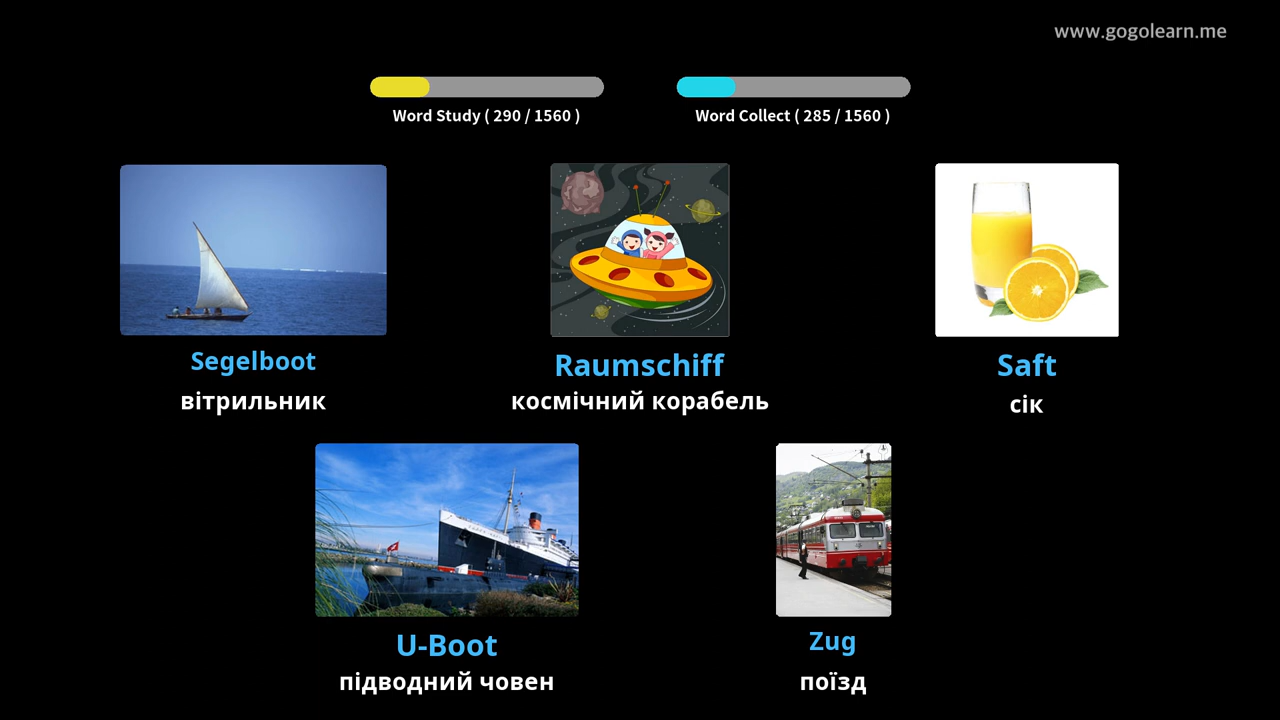 www.gogolearn.me
Word Study ( 290 / 1560 )
Word Collect ( 285 / 1560 )
Segelboot
вітрильник
Raumschiff
космічний корабель
Saft
сік
U-Boot
підводний човен
Zug
поїзд